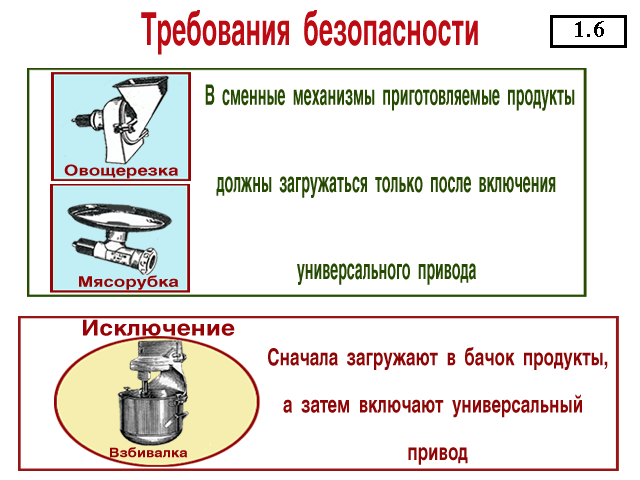 Требования безопасности
1.6
В сменные механизмы приготовляемые продукты
должны загружаться только после включения
универсального привода
Овощерезка
Мясорубка
Исключение
Сначала загружают в бачок продукты,
а затем включают универсальный
привод
Взбивалка